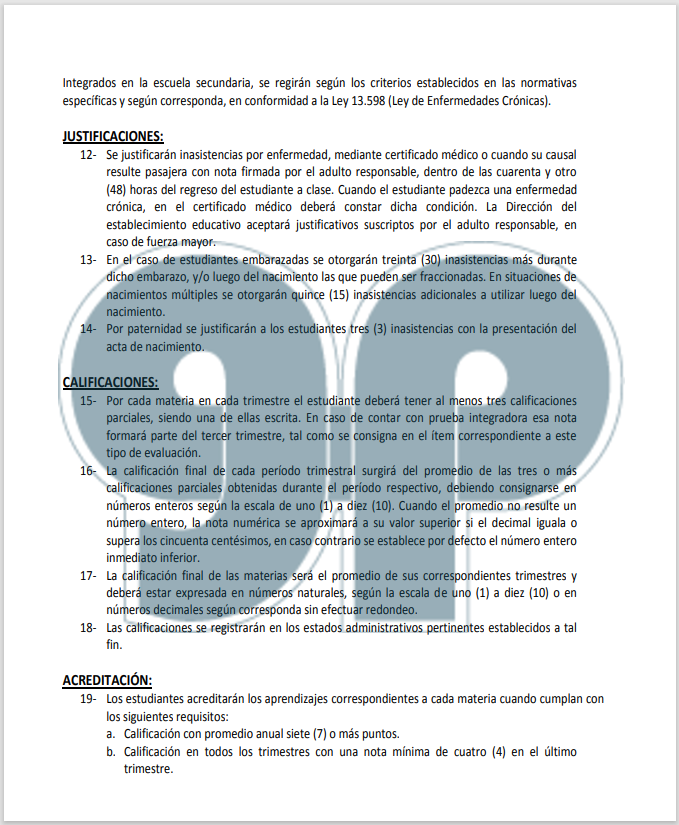 Integrados en la escuela secundaria, se regirán según los criterios establecidos en las normativas
específicas y según corresponda, en conformidad a la Ley 13.598 (Ley de Enfermedades Crónicas).
JUSTIFICACIONES:
12- Se justificarán inasistencias por enfermedad, mediante certificado médico o cuando su causal
resulte pasajera con nota firmada por el adulto responsable, dentro de las cuarenta y otro
(48) horas del regreso del estudiante a clase. Cuando el estudiante padezca una enfermedad
crónica, en el certificado médico deberá constar dicha condición. La Dirección del
establecimiento educativo aceptará justificativos suscriptos por el adulto responsable, en
caso de fuerza mayor.
13- En el caso de estudiantes embarazadas se otorgarán treinta (30) inasistencias más durante
dicho embarazo, y/o luego del nacimiento las que pueden ser fraccionadas. En situaciones de
nacimientos múltiples se otorgarán quince (15) inasistencias adicionales a utilizar luego del
nacimiento.
14- Por paternidad se justificarán a los estudiantes tres (3) inasistencias con la presentación del
acta de nacimiento.
CALIFICACIONES:
15- Por cada materia en cada trimestre el estudiante deberá tener al menos tres calificaciones
parciales, siendo una de ellas escrita. En caso de contar con prueba integradora esa nota
formará parte del tercer trimestre, tal como se consigna en el ítem correspondiente a este
tipo de evaluación.
16- La calificación final de cada período trimestral surgirá del promedio de las tres o más
calificaciones parciales obtenidas durante el período respectivo, debiendo consignarse en
números enteros según la escala de uno (1) a diez (10). Cuando el promedio no resulte un
número entero, la nota numérica se aproximará a su valor superior si el decimal iguala o
supera los cincuenta centésimos, en caso contrario se establece por defecto el número entero
inmediato inferior.
17- La calificación final de las materias será el promedio de sus correspondientes trimestres y
deberá estar expresada en números naturales, según la escala de uno (1) a diez (10) o en
números decimales según corresponda sin efectuar redondeo.
18- Las calificaciones se registrarán en los estados administrativos pertinentes establecidos a tal
fin.
ACREDITACIÓN:
19- Los estudiantes acreditarán los aprendizajes correspondientes a cada materia cuando cumplan con
los siguientes requisitos:
a. Calificación con promedio anual siete (7) o más puntos.
b. Calificación en todos los trimestres con una nota mínima de cuatro (4) en el último
trimestre.